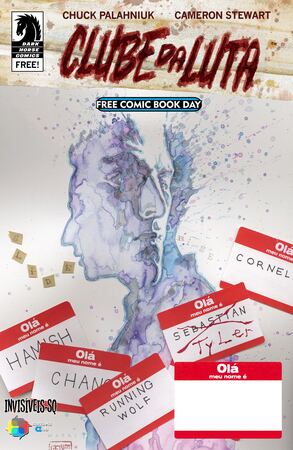 CHUCK PALAHNIUK
CAMERON STEWART
DARK HORSE COMICS
FREE!
CLUBE DA LUTA
FREE COMIC BOOK DAY
Olá
meu nome é
CORNEL
Olá
meu nome é
SEBASTIAN
TyLer
Olá
meu nome é
HAMISH
Olá
meu nome é
CHANG
Olá
meu nome é
RUNNING
WOLF
Olá
meu nome é
INVISÍVEIS-SQ